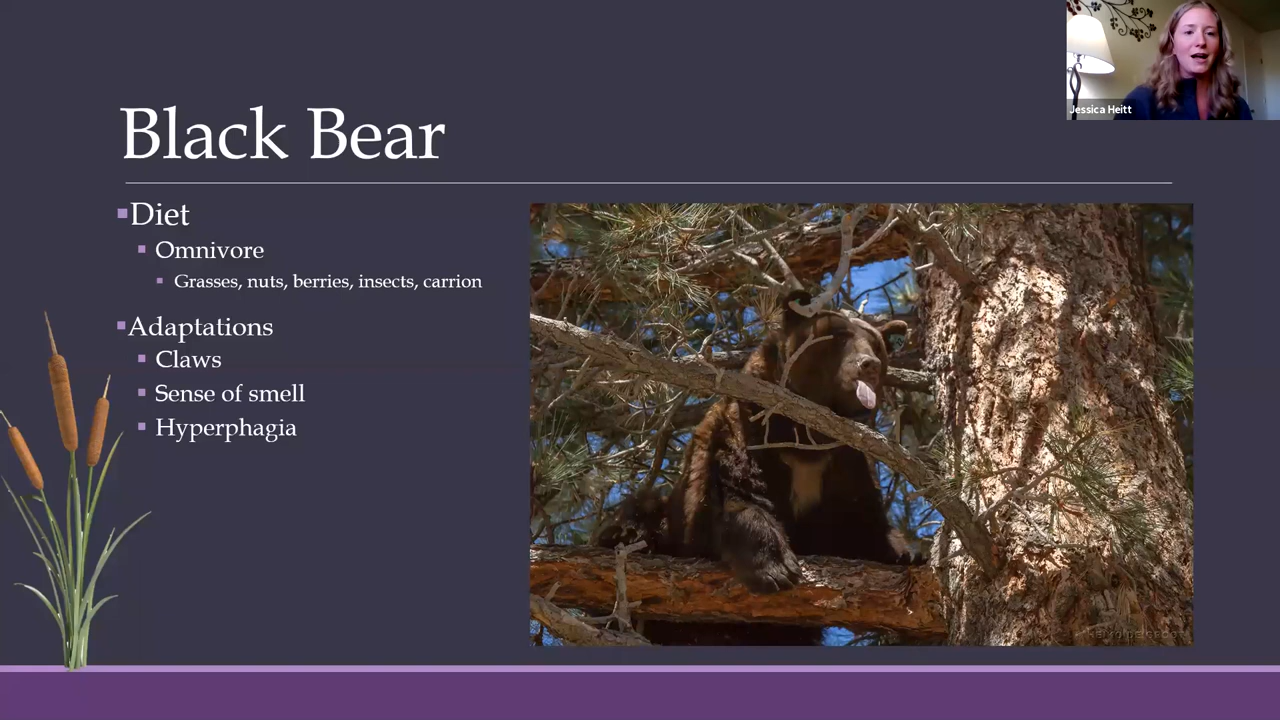 Jessica Heitt
Black Bear
Diet
Omnivore
Grasses, nuts, berries, insects, carrion
Adaptations
Claws
Sense of smell
Hyperphagia